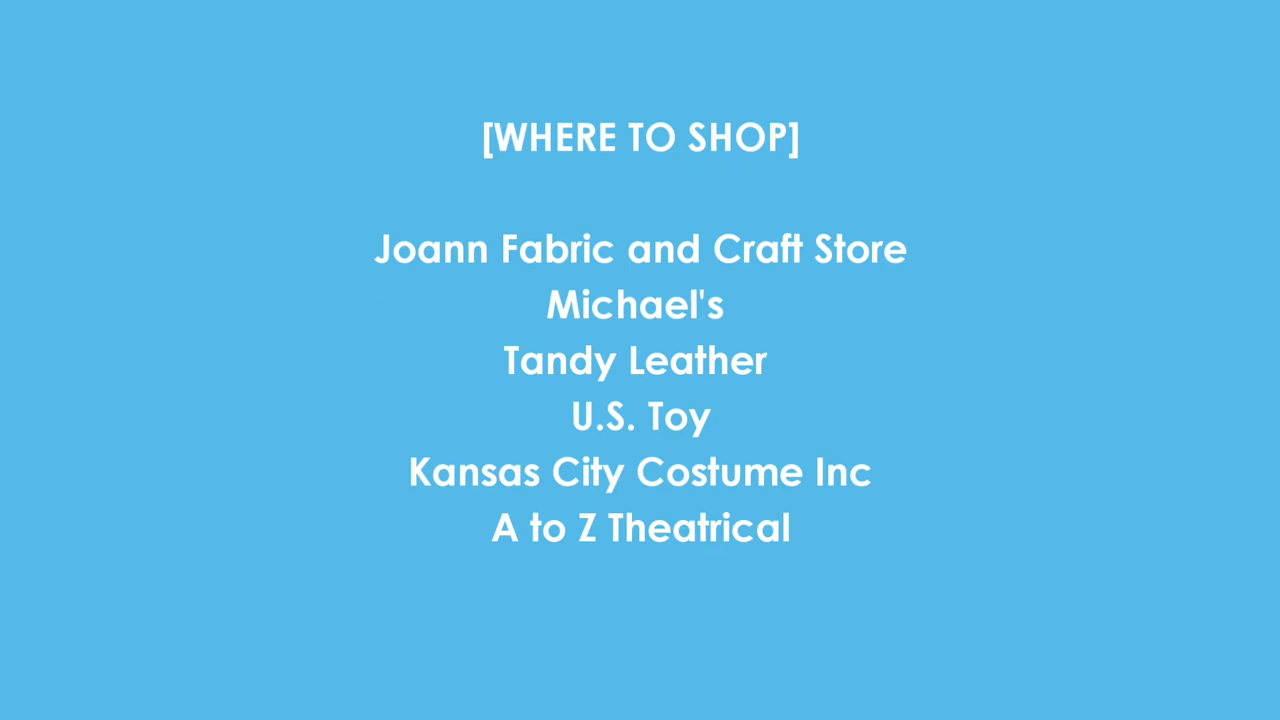 [WHERE TO SHOP]
Joann Fabric and Craft Store
Michael's
Tandy Leather
U.S. Toy
Kansas City Costume Inc
A to Z Theatrical